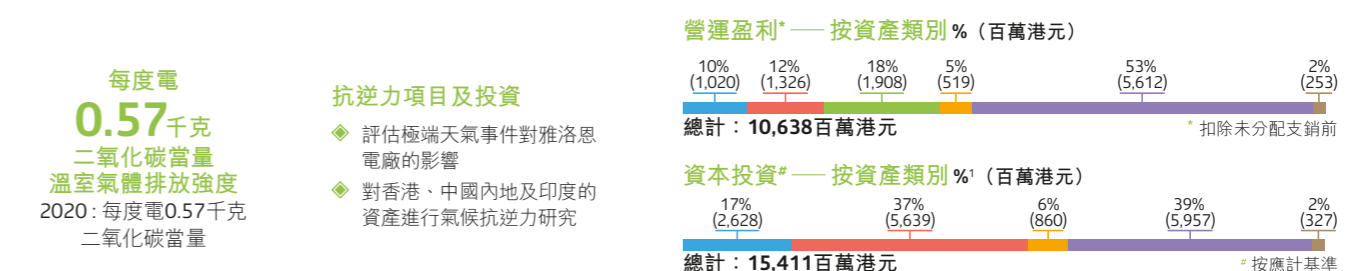 每度電
0.57千克
二氧化碳當量
溫室氣體排放強度
2020 : 每度電0.57千克
二氧化碳當量
抗逆力項目及投資
◈ 評估極端天氣事件對雅洛恩
電廠的影響
◈ 對香港、中國內地及印度的
資產進行氣候抗逆力研究
營運盈利* —— 按資產類別 %（百萬港元）
10% 12% 18% 5% 53% 2%
(1,020) (1,326) (1,908) (519) (5,612) (253)
總計：10,638百萬港元
* 扣除未分配支銷前
資本投資# —— 按資產類別 %¹（百萬港元）
17% 37% 6% 39% 2%
(2,628) (5,639) (860) (5,957) (327)
總計：15,411百萬港元
# 按應計基準